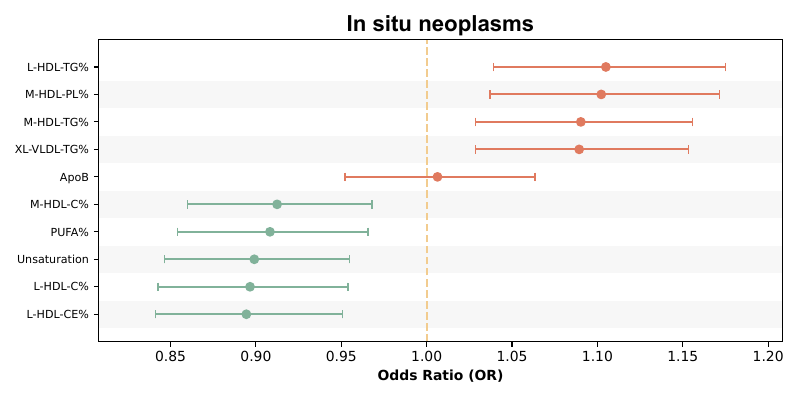 In situ neoplasms
L-HDL-TG%
M-HDL-PL%
M-HDL-TG%
XL-VLDL-TG%
ApoB
M-HDL-C%
PUFA%
Unsaturation
L-HDL-C%
L-HDL-CE%
0.85 0.90 0.95 1.00 1.05 1.10 1.15 1.20
Odds Ratio (OR)